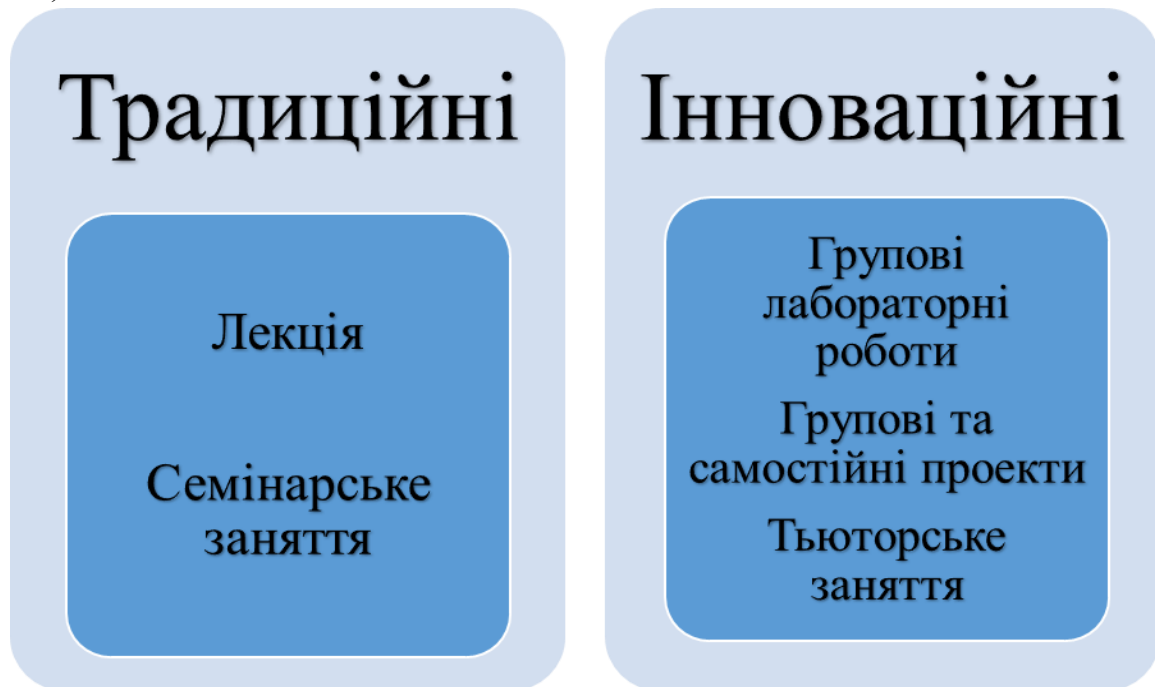 Традиційні
Лекція
Семінарське
заняття
Інноваційні
Групові
лабораторні
роботи
Групові та
самостійні проекти
Тьюторське
заняття